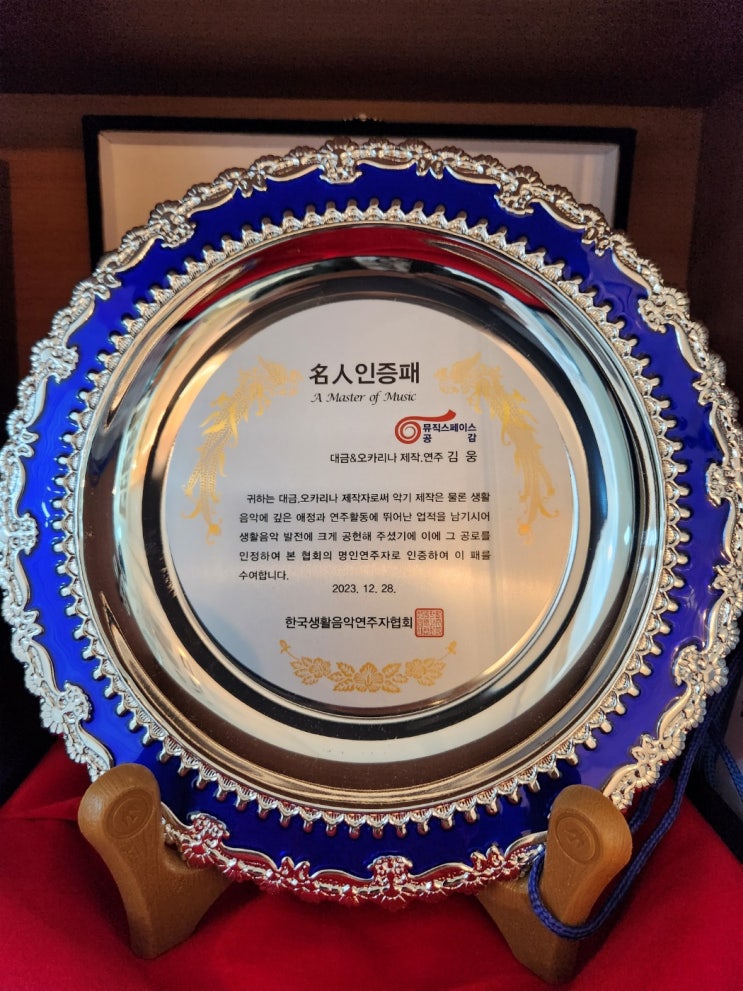 名人인증패
A Master of Music
뮤직스페이스
공 감
대금&오카리나 제작.연주 김 웅
귀하는 대금.오카리나 제작자로써 악기 제작은 물론 생활
음악에 깊은 애정과 연주활동에 뛰어난 업적을 남기시어
생활음악 발전에 크게 공헌해 주셨기에 이에 그 공로를
인정하여 본 협회의 명인연주자로 인증하여 이 패를
수여합니다.
2023. 12. 28.
한국생활음악연주자협회